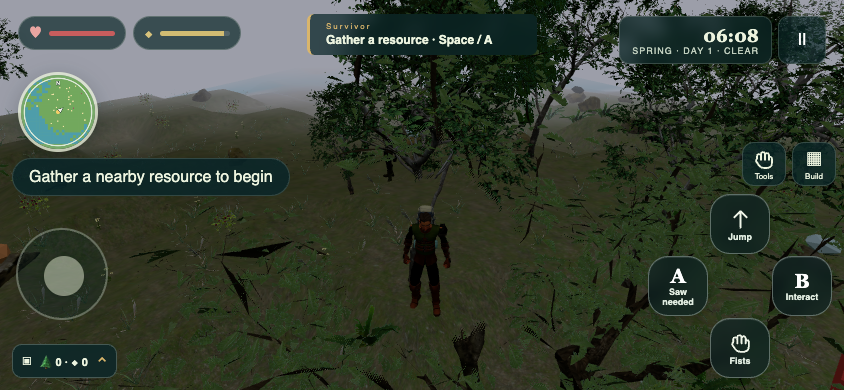 Survivor
Gather a resource · Space / A
06:08
SPRING · DAY 1 · CLEAR
N
Gather a nearby resource to begin
Tools
Build
Jump
A
Saw
needed
B
Interact
Fists
0 · ◆ 0